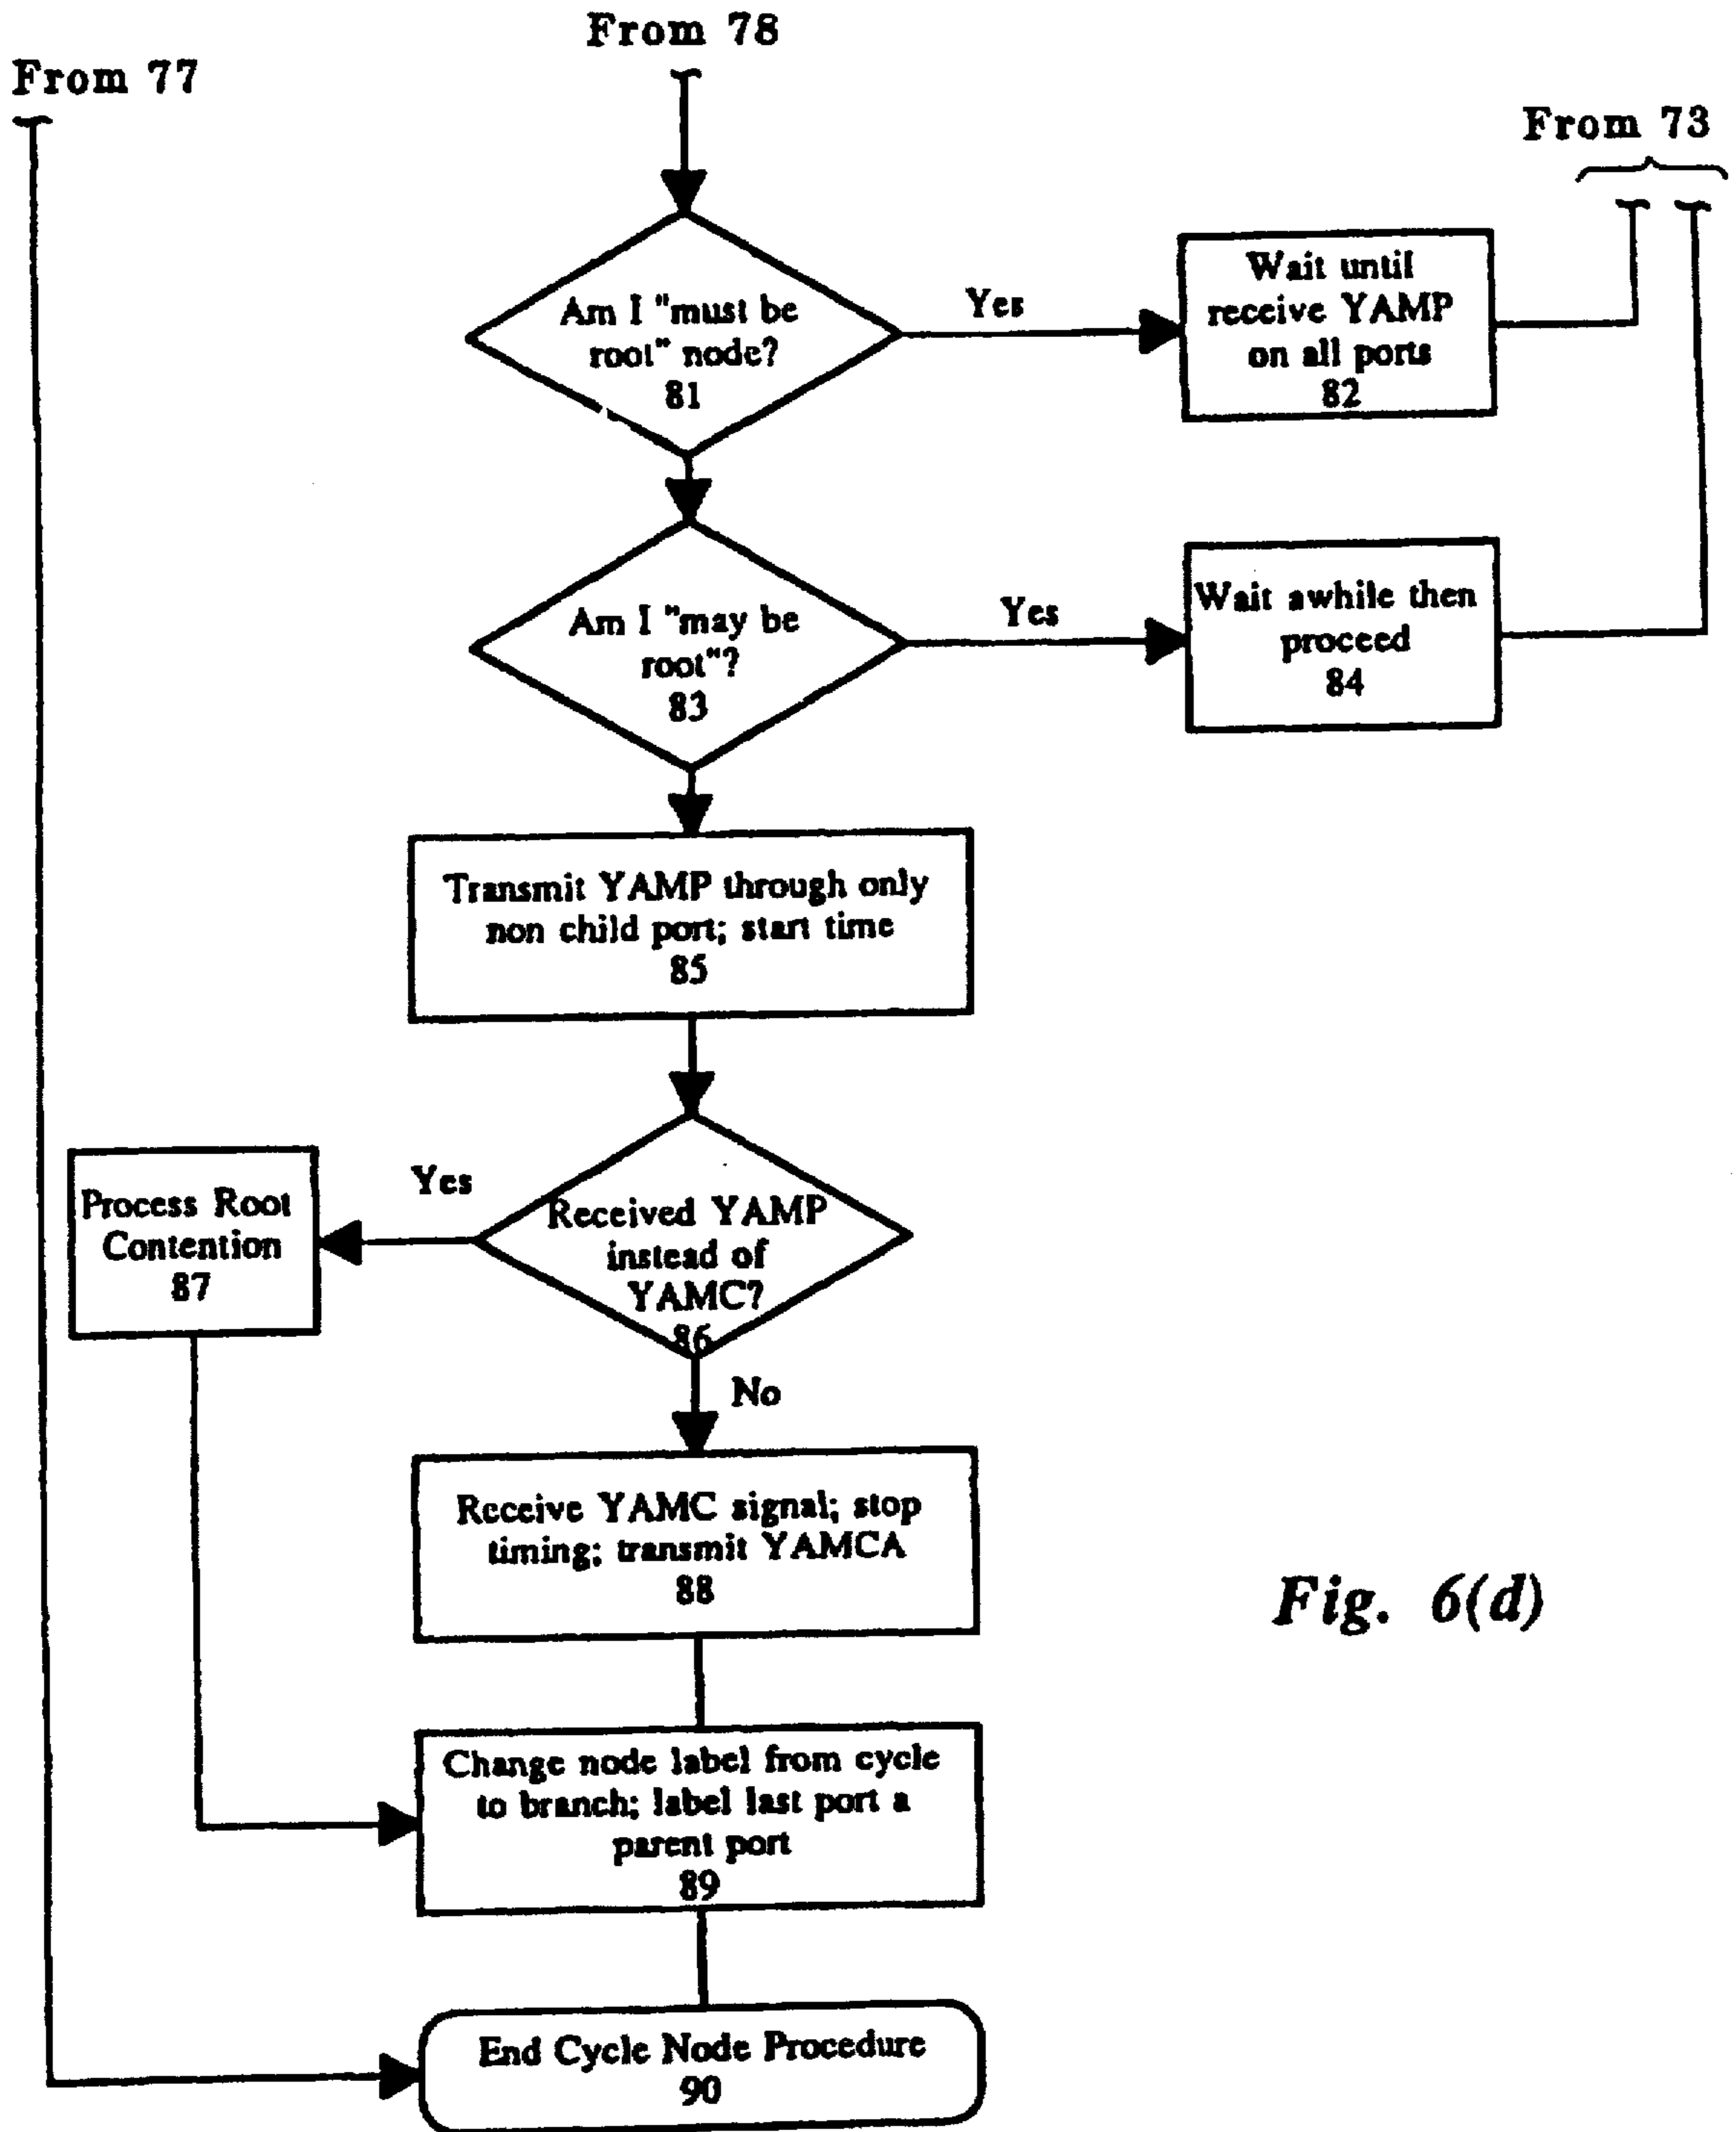 From 78
From 77
From 73
Am I "must be
root" node?
81
Yes
Wait until
receive YAMP
on all ports
82
Am I "may be
root"?
83
Yes
Wait awhile then
proceed
84
Transmit YAMP through only
non child port; start time
85
Received YAMP
instead of
YAMC?
86
Yes
Process Root
Contention
87
No
Receive YAMC signal; stop
timing; transmit YAMCA
88
Fig. 6(d)
Change node label from cycle
to branch; label last port a
parent port
89
End Cycle Node Procedure
90